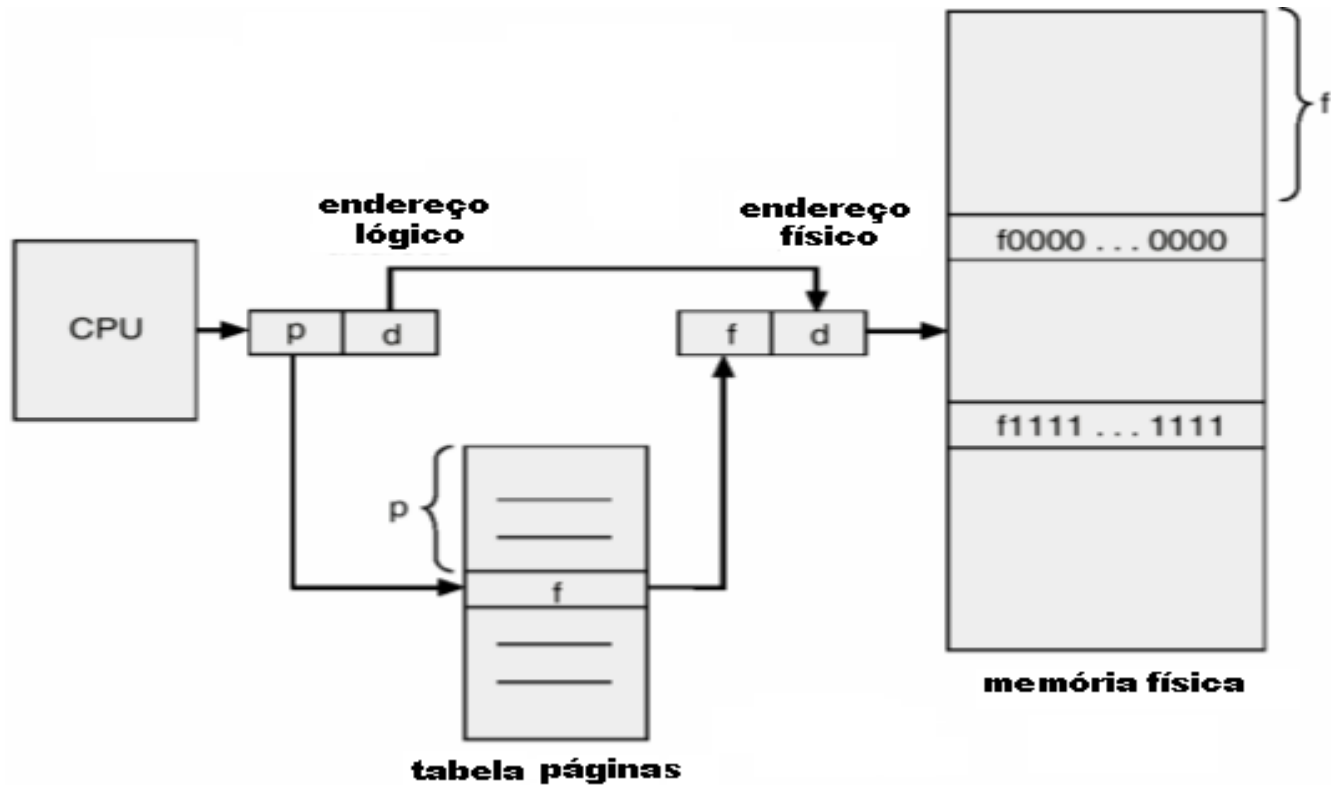 f
f0000 . . . 0000
endereço
lógico
endereço
físico
CPU
p
d
f
d
f1111 . . . 1111
p
f
memória física
tabela páginas